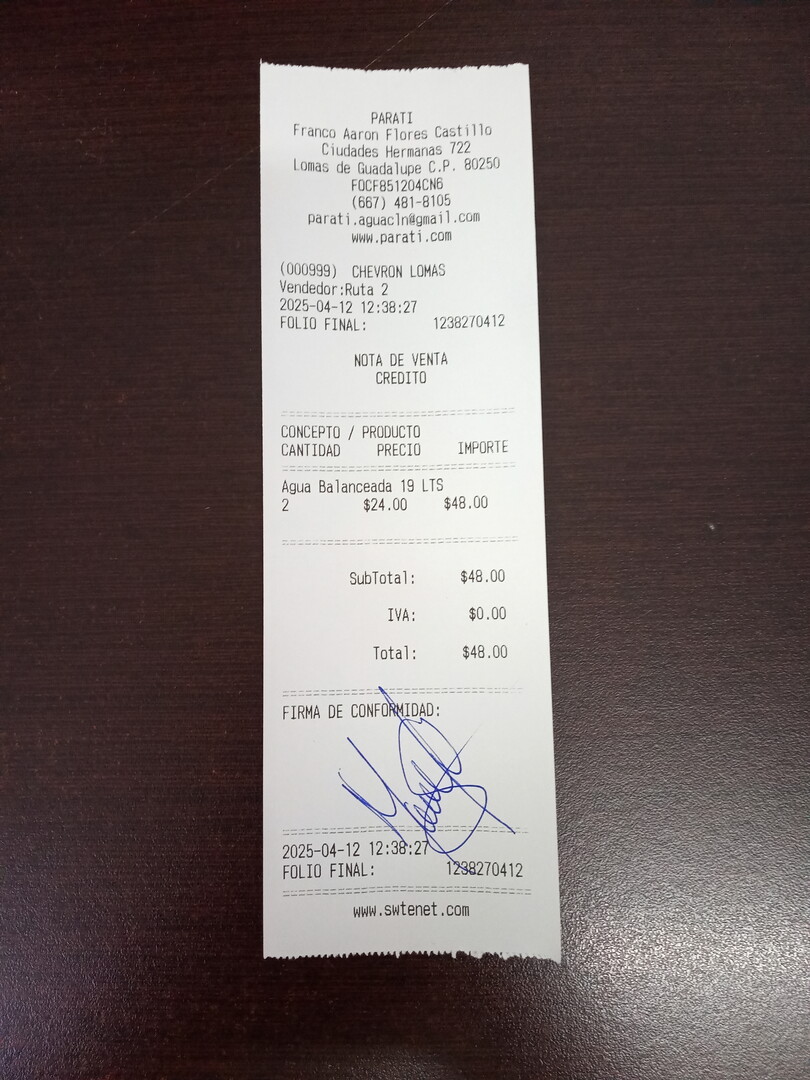 PARATI
Franco Aaron Flores Castillo
Ciudades Hermanas 722
Lomas de Guadalupe C.P. 80250
FOCF851204CN6
(667) 481-8105
parati.aguacln@gmail.com
www.parati.com
(000999) CHEVRON LOMAS
Vendedor:Ruta 2
2025-04-12 12:38:27
FOLIO FINAL: 1238270412
NOTA DE VENTA
CREDITO
CONCEPTO / PRODUCTO
CANTIDAD PRECIO IMPORTE
Agua Balanceada 19 LTS
2 $24.00 $48.00
SubTotal: $48.00
IVA: $0.00
Total: $48.00
FIRMA DE CONFORMIDAD:
2025-04-12 12:38:27
FOLIO FINAL: 1238270412
www.swtenet.com